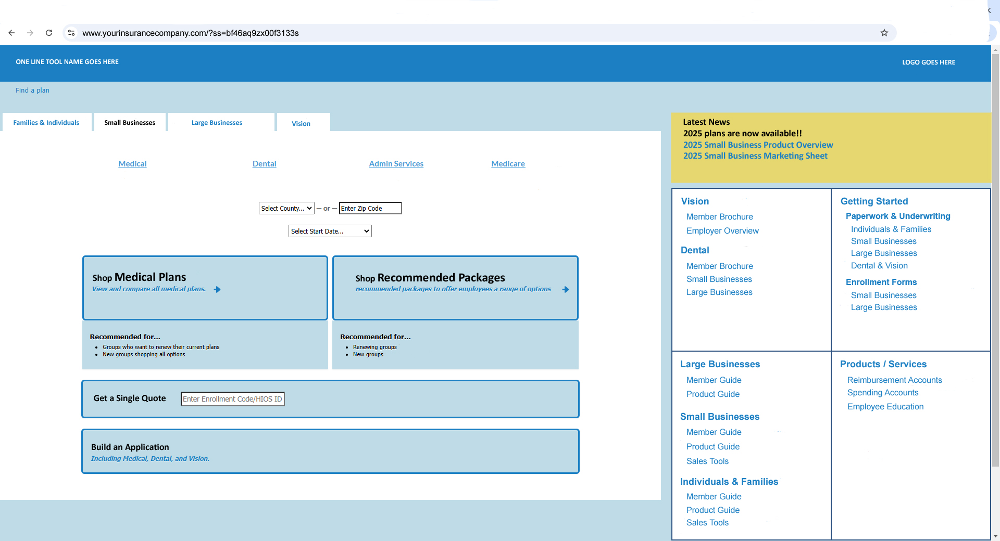 www.yourinsurancecompany.com/?ss=bf46aq9zx00f3133s
ONE LINE TOOL NAME GOES HERE
LOGO GOES HERE
Find a plan
Families & Individuals
Small Businesses
Large Businesses
Vision
Medical
Dental
Admin Services
Medicare
Select County... — or — Enter Zip Code
Select Start Date...
Shop Medical Plans
View and compare all medical plans.
Recommended for...
Groups who want to renew their current plans
New groups shopping all options
Shop Recommended Packages
recommended packages to offer employees a range of options
Recommended for...
Renewing groups
New groups
Get a Single Quote
Enter Enrollment Code/HIOS ID
Build an Application
Including Medical, Dental, and Vision.
Latest News
2025 plans are now available!!
2025 Small Business Product Overview
2025 Small Business Marketing Sheet
Vision
Member Brochure
Employer Overview
Dental
Member Brochure
Small Businesses
Large Businesses
Getting Started
Paperwork & Underwriting
Individuals & Families
Small Businesses
Large Businesses
Dental & Vision
Enrollment Forms
Small Businesses
Large Businesses
Large Businesses
Member Guide
Product Guide
Small Businesses
Member Guide
Product Guide
Sales Tools
Individuals & Families
Member Guide
Product Guide
Sales Tools
Products / Services
Reimbursement Accounts
Spending Accounts
Employee Education